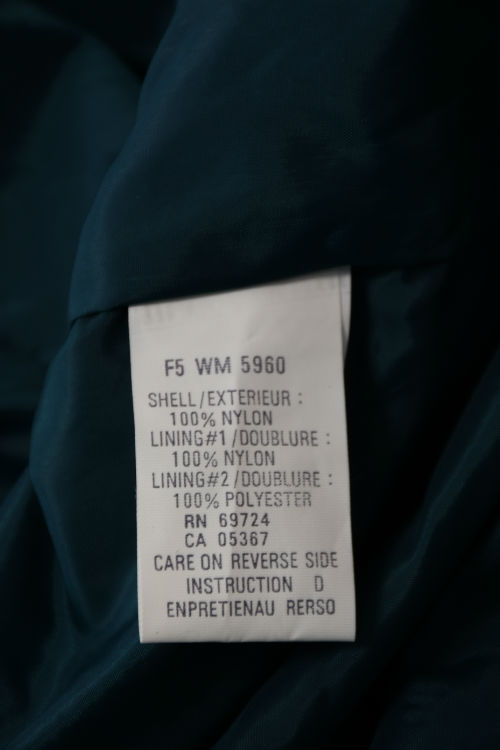 F5 WM 5960
SHELL/EXTERIEUR :
100% NYLON
LINING#1/DOUBLURE :
100% NYLON
LINING#2/DOUBLURE :
100% POLYESTER
RN 69724
CA 05367
CARE ON REVERSE SIDE
INSTRUCTION D
ENPRETIENAU RERSO